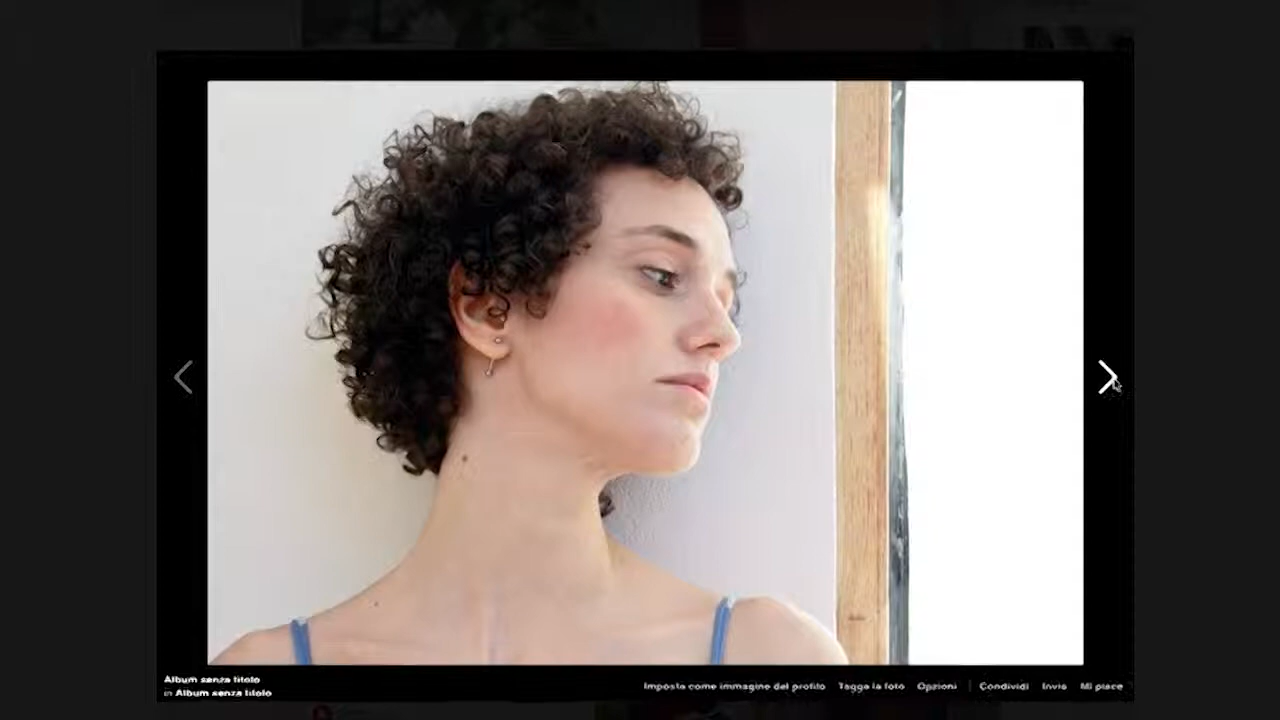 Album senza titolo
in Album senza titolo
Imposta come immagine del profilo Tagga la foto Opzioni Condividi Invia Mi piace